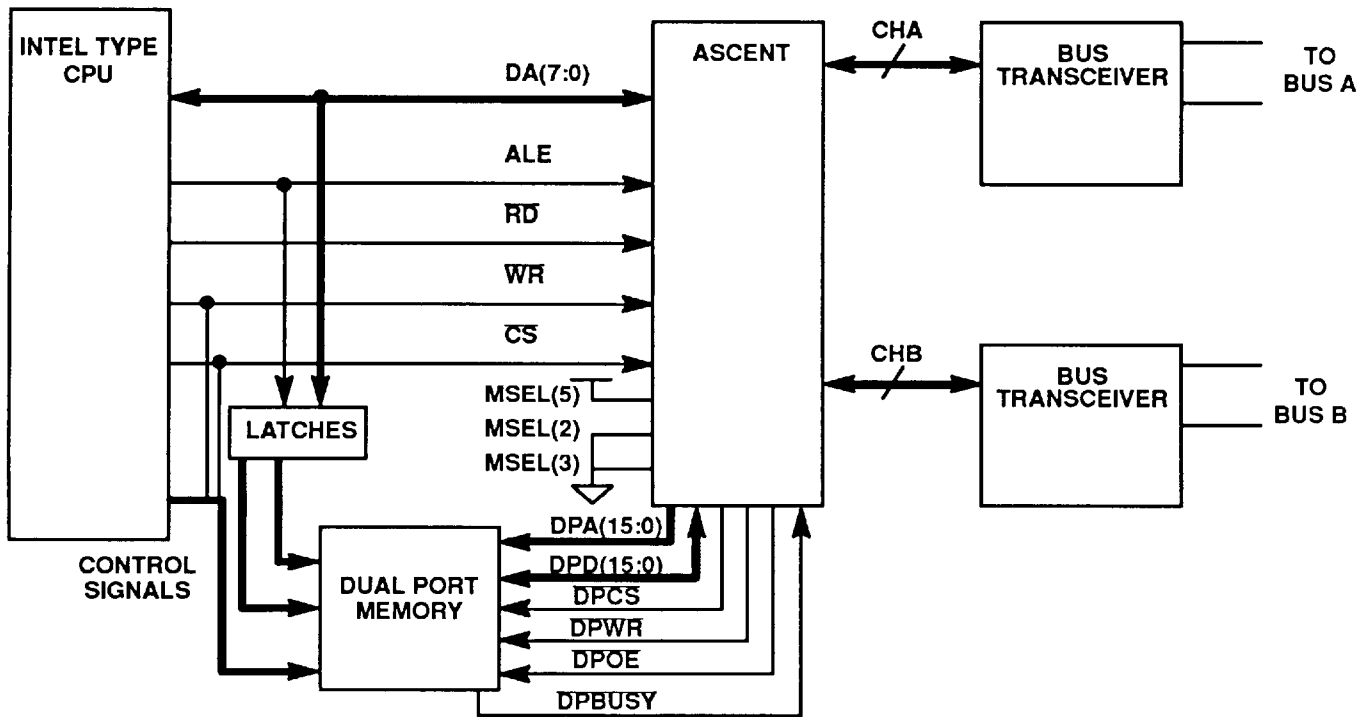 INTEL TYPE
CPU
ASCENT
DA(7:0)
ALE
RD
WR
CS
MSEL(5)
MSEL(2)
MSEL(3)
CHA
BUS
TRANSCEIVER
TO
BUS A
CHB
BUS
TRANSCEIVER
TO
BUS B
LATCHES
CONTROL
SIGNALS
DUAL PORT
MEMORY
DPA(15:0)
DPD(15:0)
DPCS
DPWR
DPOE
DPBUSY